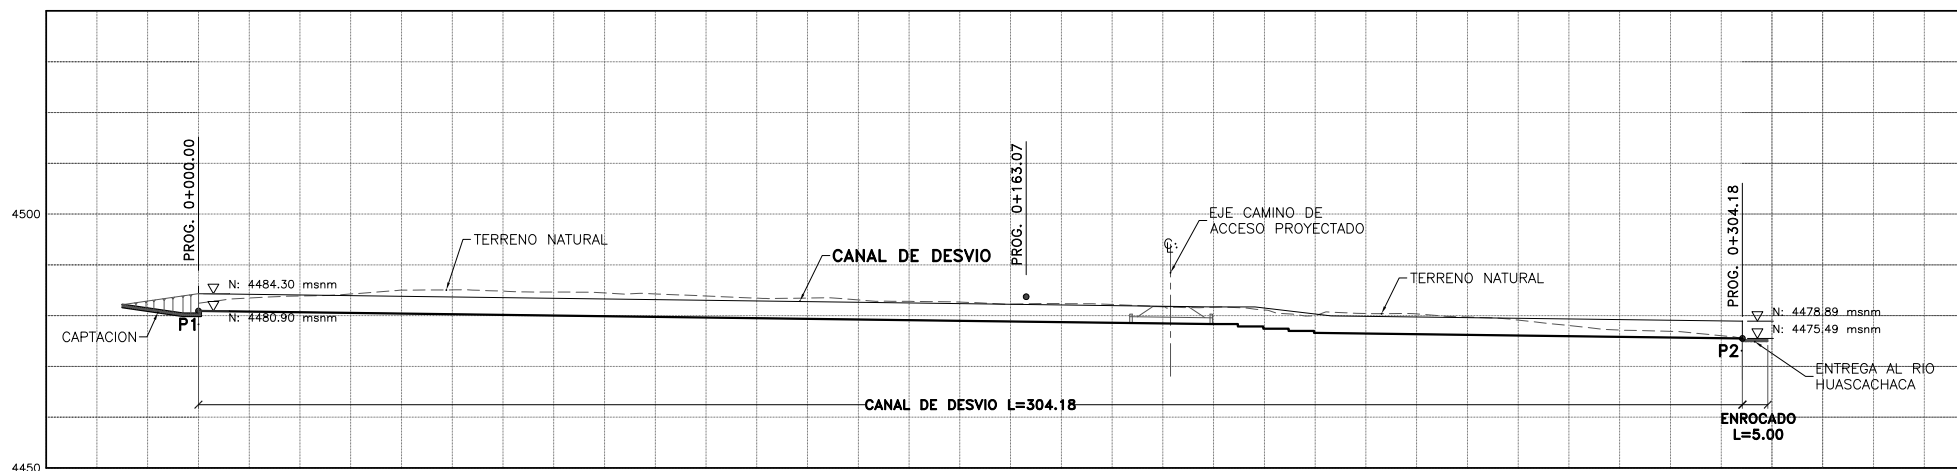 4500
4450
PROG. 0+000.00
PROG. 0+163.07
PROG. 0+304.18
EJE CAMINO DE
ACCESO PROYECTADO
TERRENO NATURAL
CANAL DE DESVIO
TERRENO NATURAL
N: 4484.30 msnm
N: 4480.90 msnm
P1
CAPTACION
N: 4478.89 msnm
N: 4475.49 msnm
P2
ENTREGA AL RIO
HUASCACHACA
CANAL DE DESVIO L=304.18
ENROCADO
L=5.00